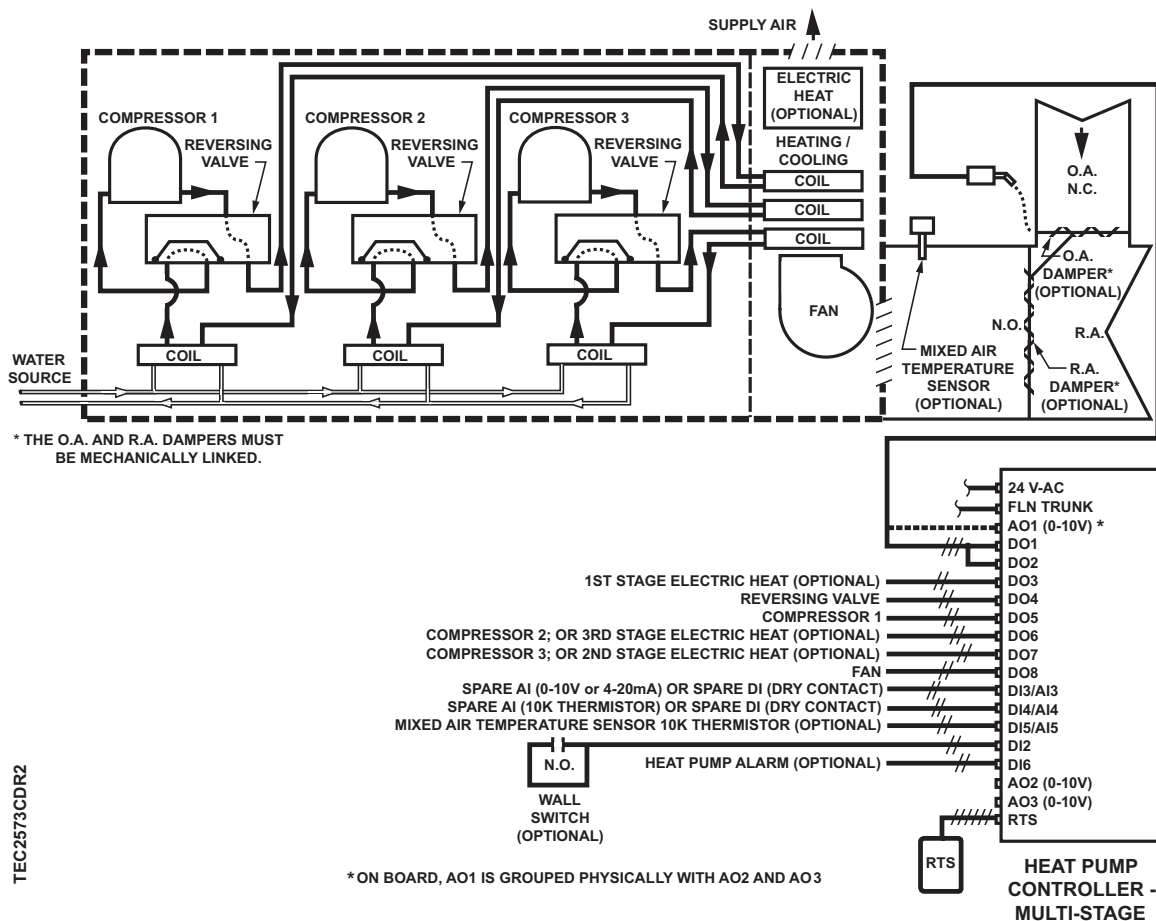 SUPPLY AIR
ELECTRIC
HEAT
(OPTIONAL)
HEATING /
COOLING
COIL
COIL
COIL
FAN
COMPRESSOR 1
REVERSING
VALVE
COMPRESSOR 2
REVERSING
VALVE
COMPRESSOR 3
REVERSING
VALVE
COIL
COIL
COIL
WATER
SOURCE
O.A.
N.C.
O.A.
DAMPER*
(OPTIONAL)
N.O.
R.A.
R.A.
DAMPER*
(OPTIONAL)
MIXED AIR
TEMPERATURE
SENSOR
(OPTIONAL)
* THE O.A. AND R.A. DAMPERS MUST
BE MECHANICALLY LINKED.
24 V-AC
FLN TRUNK
AO1 (0-10V) *
DO1
DO2
1ST STAGE ELECTRIC HEAT (OPTIONAL) DO3
REVERSING VALVE DO4
COMPRESSOR 1 DO5
COMPRESSOR 2; OR 3RD STAGE ELECTRIC HEAT (OPTIONAL) DO6
COMPRESSOR 3; OR 2ND STAGE ELECTRIC HEAT (OPTIONAL) DO7
FAN DO8
SPARE AI (0-10V or 4-20mA) OR SPARE DI (DRY CONTACT) DI3/AI3
SPARE AI (10K THERMISTOR) OR SPARE DI (DRY CONTACT) DI4/AI4
MIXED AIR TEMPERATURE SENSOR 10K THERMISTOR (OPTIONAL) DI5/AI5
DI2
HEAT PUMP ALARM (OPTIONAL) DI6
AO2 (0-10V)
AO3 (0-10V)
RTS
N.O.
WALL
SWITCH
(OPTIONAL)
RTS
HEAT PUMP
CONTROLLER -
MULTI-STAGE
* ON BOARD, AO1 IS GROUPED PHYSICALLY WITH AO2 AND AO3
TEC2573CDR2